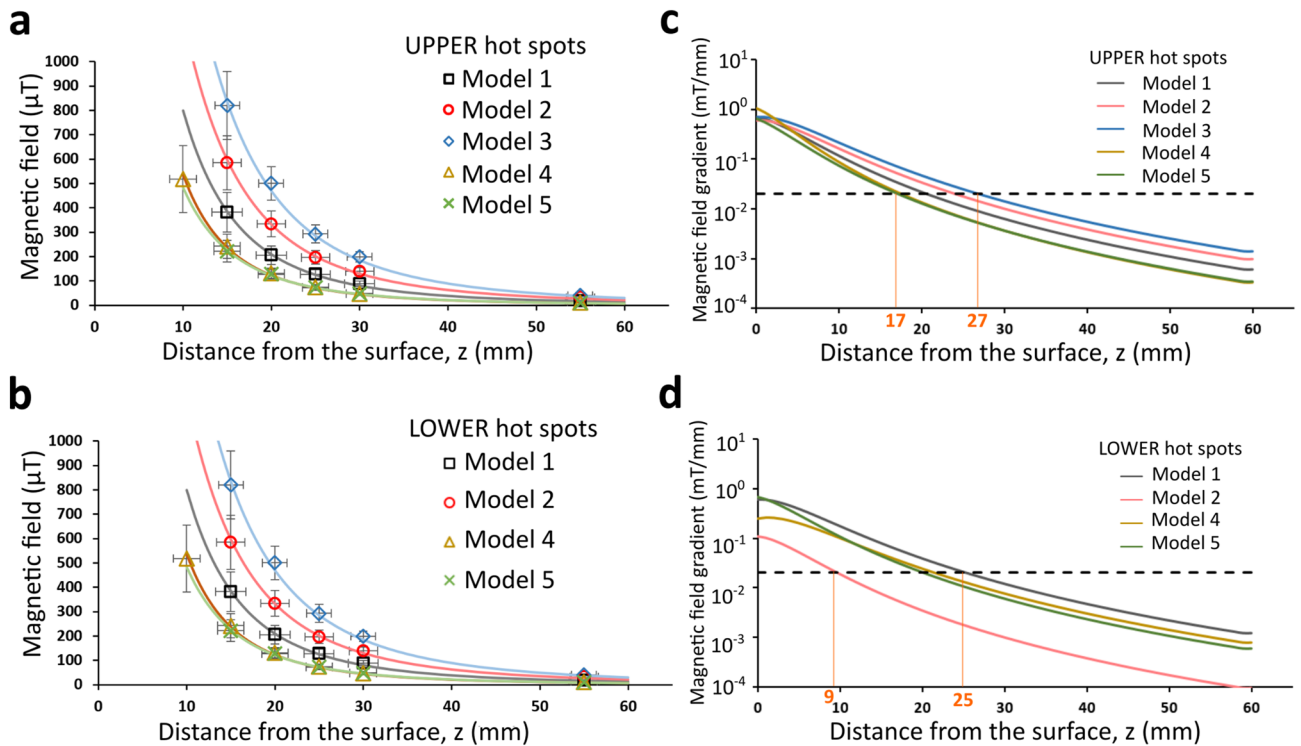 a
UPPER hot spots
Model 1
Model 2
Model 3
Model 4
Model 5
Magnetic field (μT)
1000
900
800
700
600
500
400
300
200
100
0
0
10
20
30
40
50
60
Distance from the surface, z (mm)
c
UPPER hot spots
Model 1
Model 2
Model 3
Model 4
Model 5
Magnetic field gradient (mT/mm)
10¹
10⁰
10⁻¹
10⁻²
10⁻³
10⁻⁴
0
10
17
20
27
30
40
50
60
Distance from the surface, z (mm)
b
LOWER hot spots
Model 1
Model 2
Model 4
Model 5
Magnetic field (μT)
1000
900
800
700
600
500
400
300
200
100
0
0
10
20
30
40
50
60
Distance from the surface, z (mm)
d
LOWER hot spots
Model 1
Model 2
Model 4
Model 5
Magnetic field gradient (mT/mm)
10¹
10⁰
10⁻¹
10⁻²
10⁻³
10⁻⁴
0
9
10
20
25
30
40
50
60
Distance from the surface, z (mm)